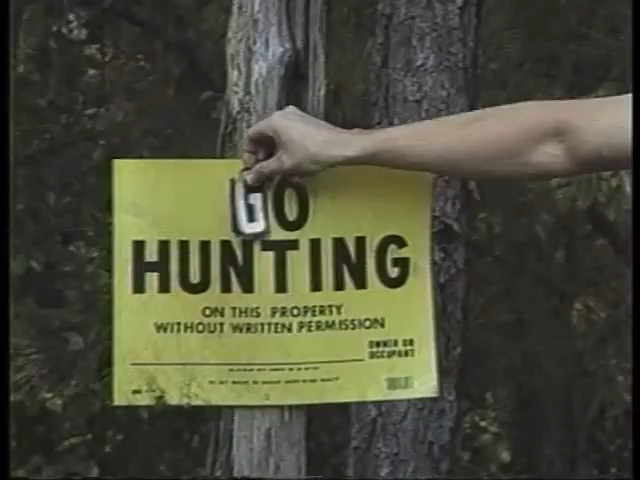 GO
HUNTING
ON THIS PROPERTY
WITHOUT WRITTEN PERMISSION
OWNER OR
OCCUPANT